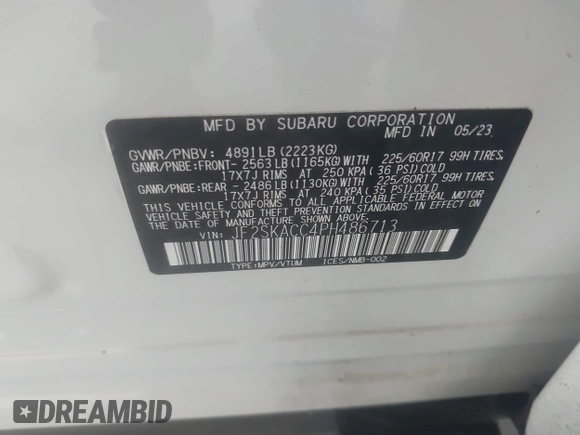 MFD BY SUBARU CORPORATION
MFD IN 05/23
GVWR/PNBV: 4891LB(2223KG)
GAWR/PNBE:FRONT- 2563LB(1165KG)WITH 225/60R17 99H TIRES
17X7J RIMS AT 250 KPA(36 PSI)COLD
GAWR/PNBE:REAR -2486LB(1130KG)WITH 225/60R17 99H TIRES
17X7J RIMS AT 240 KPA(35 PSI)COLD
THIS VEHICLE CONFORMS TO ALL APPLICABLE FEDERAL MOTOR
VEHICLE SAFETY AND THEFT PREVENTION STANDARDS IN EFFECT ON
THE DATE OF MANUFACTURE SHOWN ABOVE.
VIN: JF2SKACC4PH486713
TYPE:MPV/VTUM ICES/NMB-002
DREAMBID